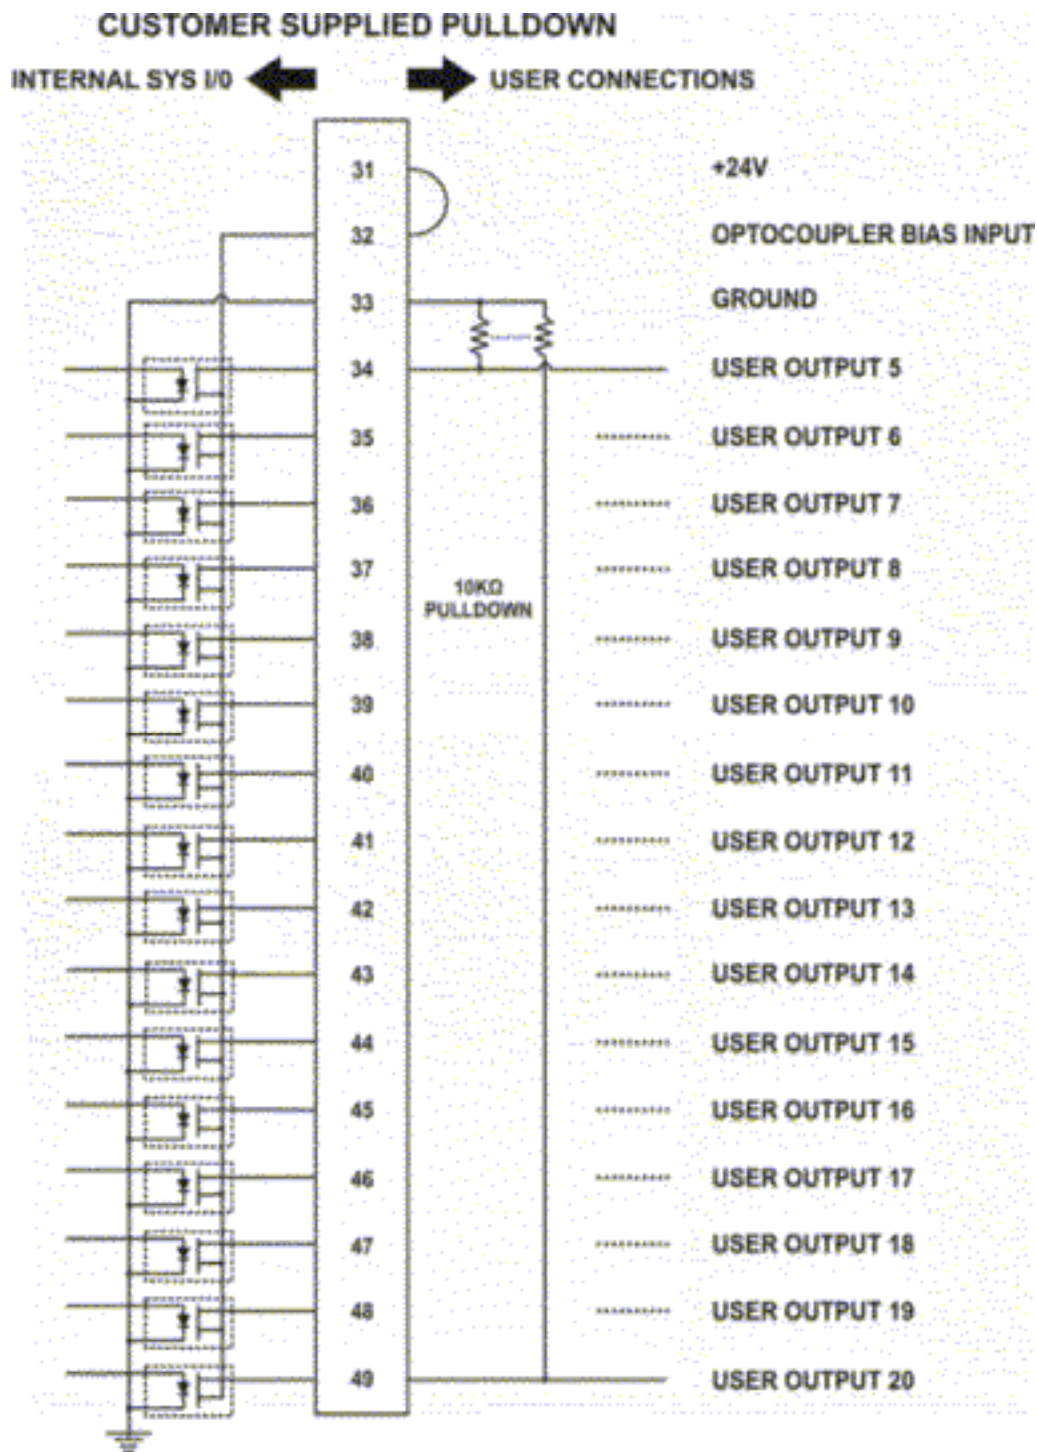 CUSTOMER SUPPLIED PULLDOWN
INTERNAL SYS I/0 USER CONNECTIONS
31 +24V
32 OPTOCOUPLER BIAS INPUT
33 GROUND
34 USER OUTPUT 5
35 USER OUTPUT 6
36 USER OUTPUT 7
37 USER OUTPUT 8
10KΩ
PULLDOWN
38 USER OUTPUT 9
39 USER OUTPUT 10
40 USER OUTPUT 11
41 USER OUTPUT 12
42 USER OUTPUT 13
43 USER OUTPUT 14
44 USER OUTPUT 15
45 USER OUTPUT 16
46 USER OUTPUT 17
47 USER OUTPUT 18
48 USER OUTPUT 19
49 USER OUTPUT 20